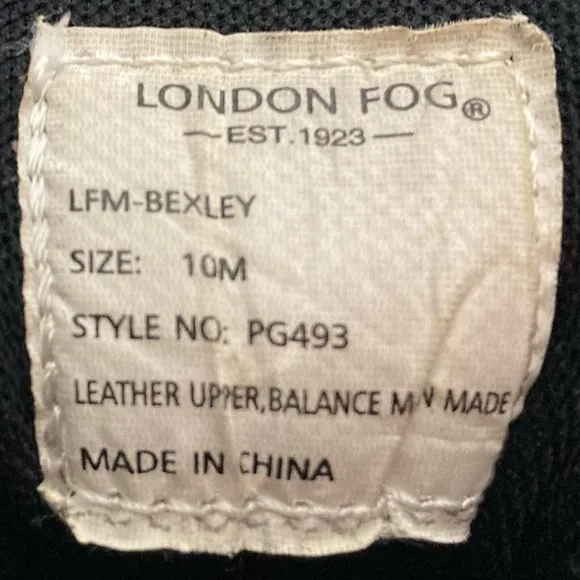 LONDON FOG®
EST. 1923
LFM-BEXLEY
SIZE: 10M
STYLE NO: PG493
LEATHER UPPER, BALANCE MAN MADE
MADE IN CHINA